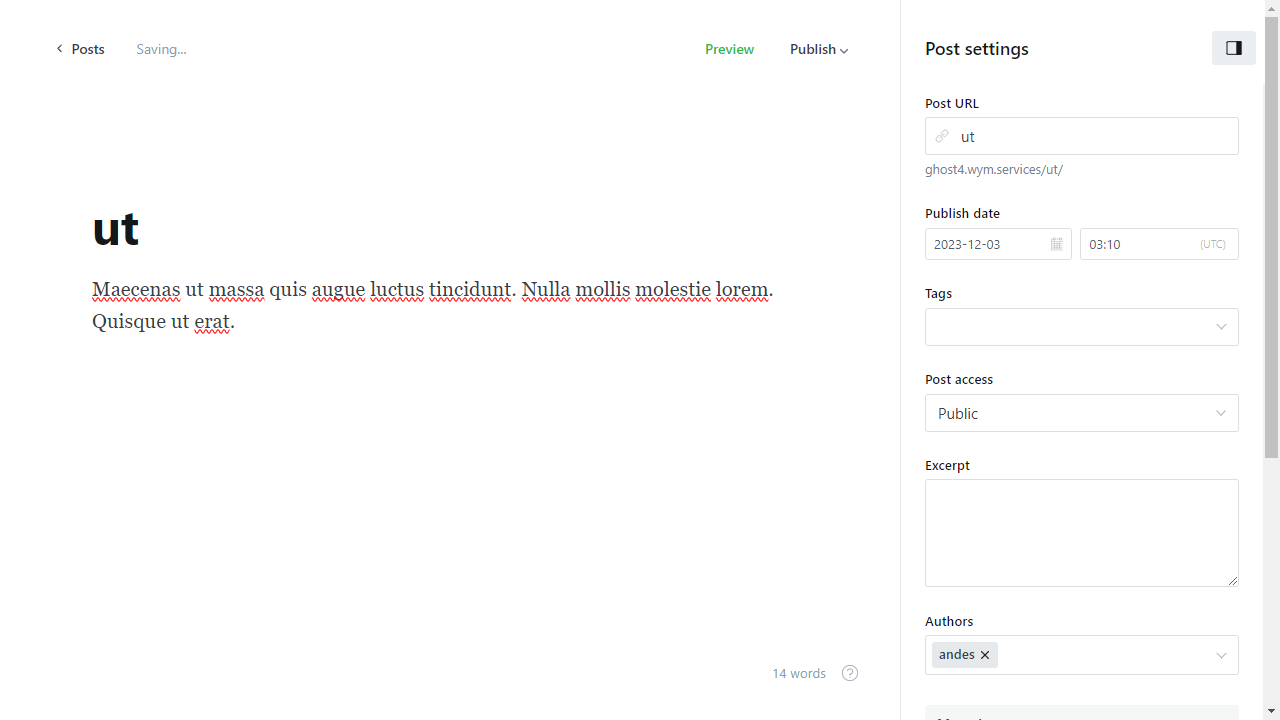 Posts
Saving...
Preview
Publish
Post settings
Post URL
ut
ghost4.wym.services/ut/
Publish date
2023-12-03
03:10
(UTC)
Tags
Post access
Public
Excerpt
Authors
andes
ut
Maecenas ut massa quis augue luctus tincidunt. Nulla mollis molestie lorem.
Quisque ut erat.
14 words
?